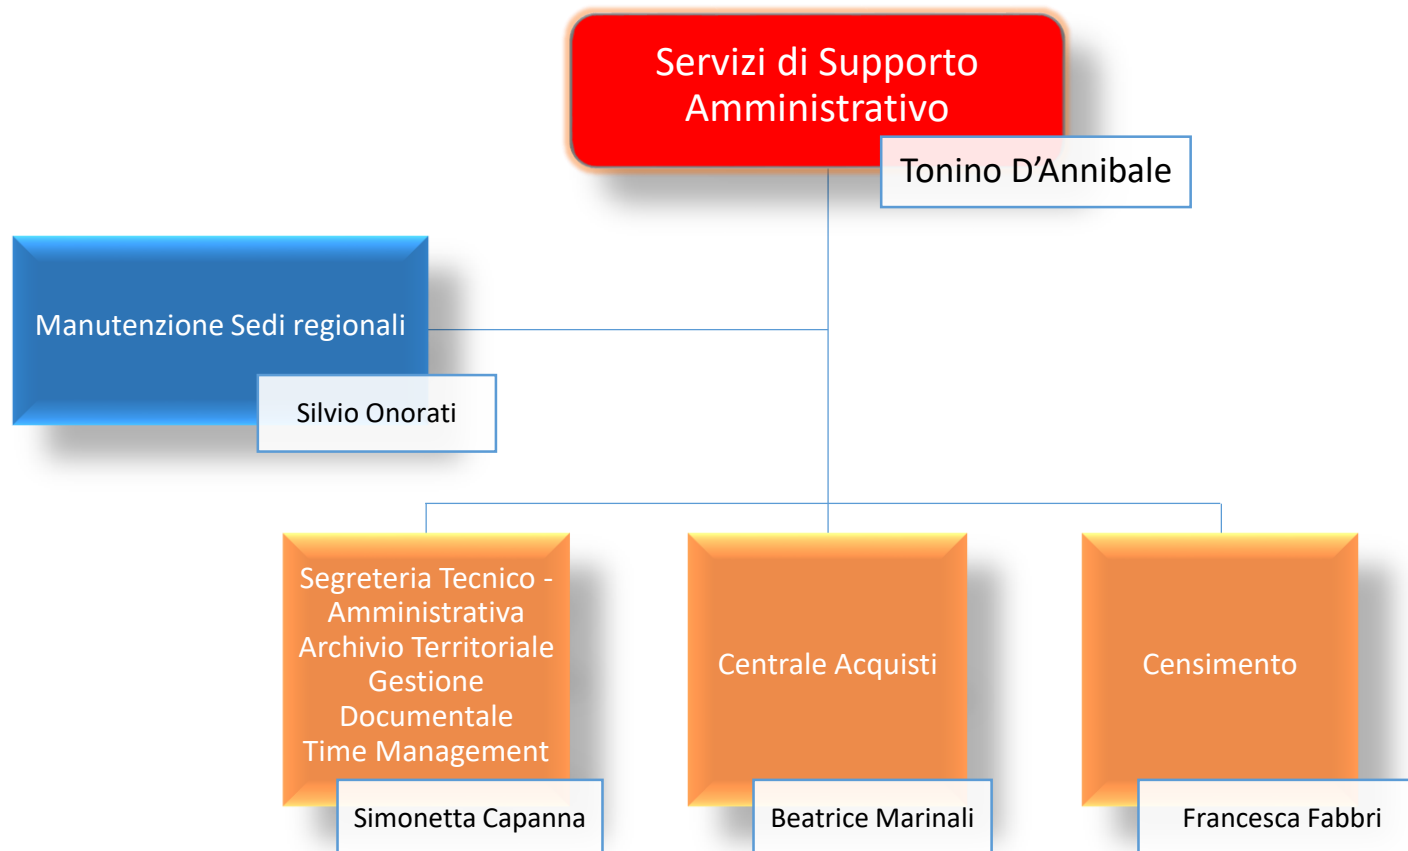 Servizi di Supporto
Amministrativo
Tonino D’Annibale
Manutenzione Sedi regionali
Silvio Onorati
Segreteria Tecnico -
Amministrativa
Archivio Territoriale
Gestione
Documentale
Time Management
Simonetta Capanna
Centrale Acquisti
Beatrice Marinali
Censimento
Francesca Fabbri